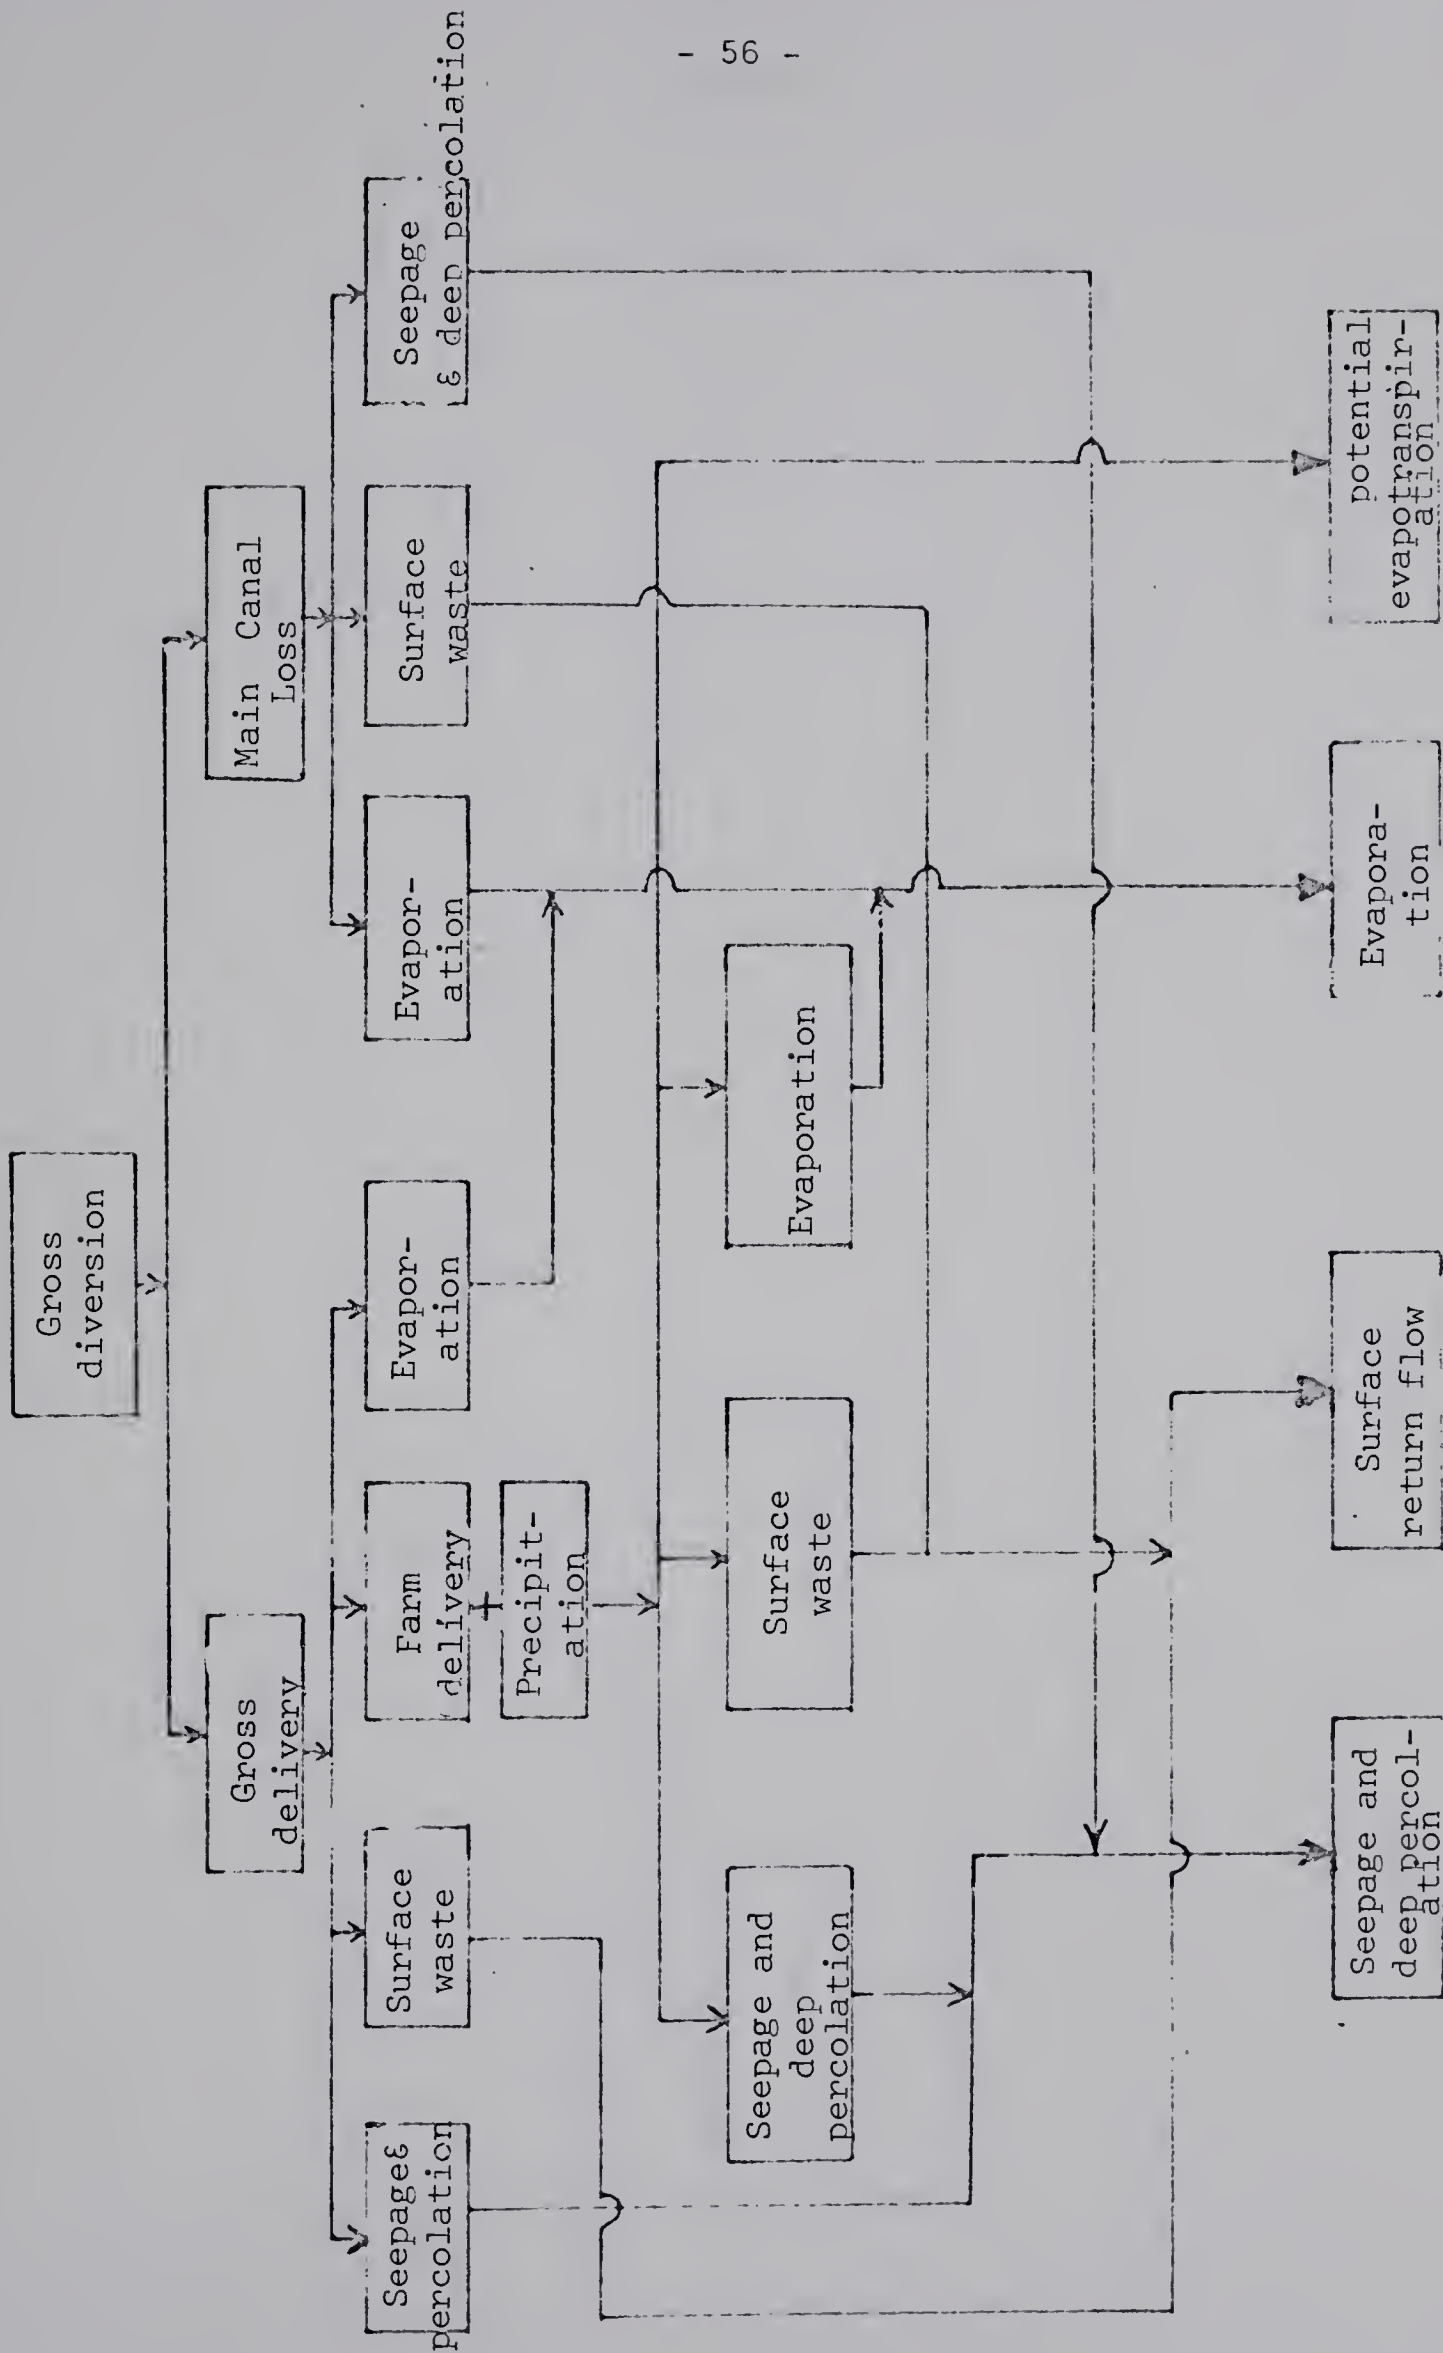 - 56 -
Gross
diversion
Gross
delivery
Main Canal
Loss
Seepage&
percolation
Surface
waste
Farm
delivery
+
Precipit-
ation
Evapor-
ation
Evapor-
ation
Surface
waste
Seepage
& deep percolation
Seepage and
deep
percolation
Surface
waste
Evaporation
Seepage and
deep percol-
ation
Surface
return flow
Evapora-
tion
potential
evapotranspir-
ation